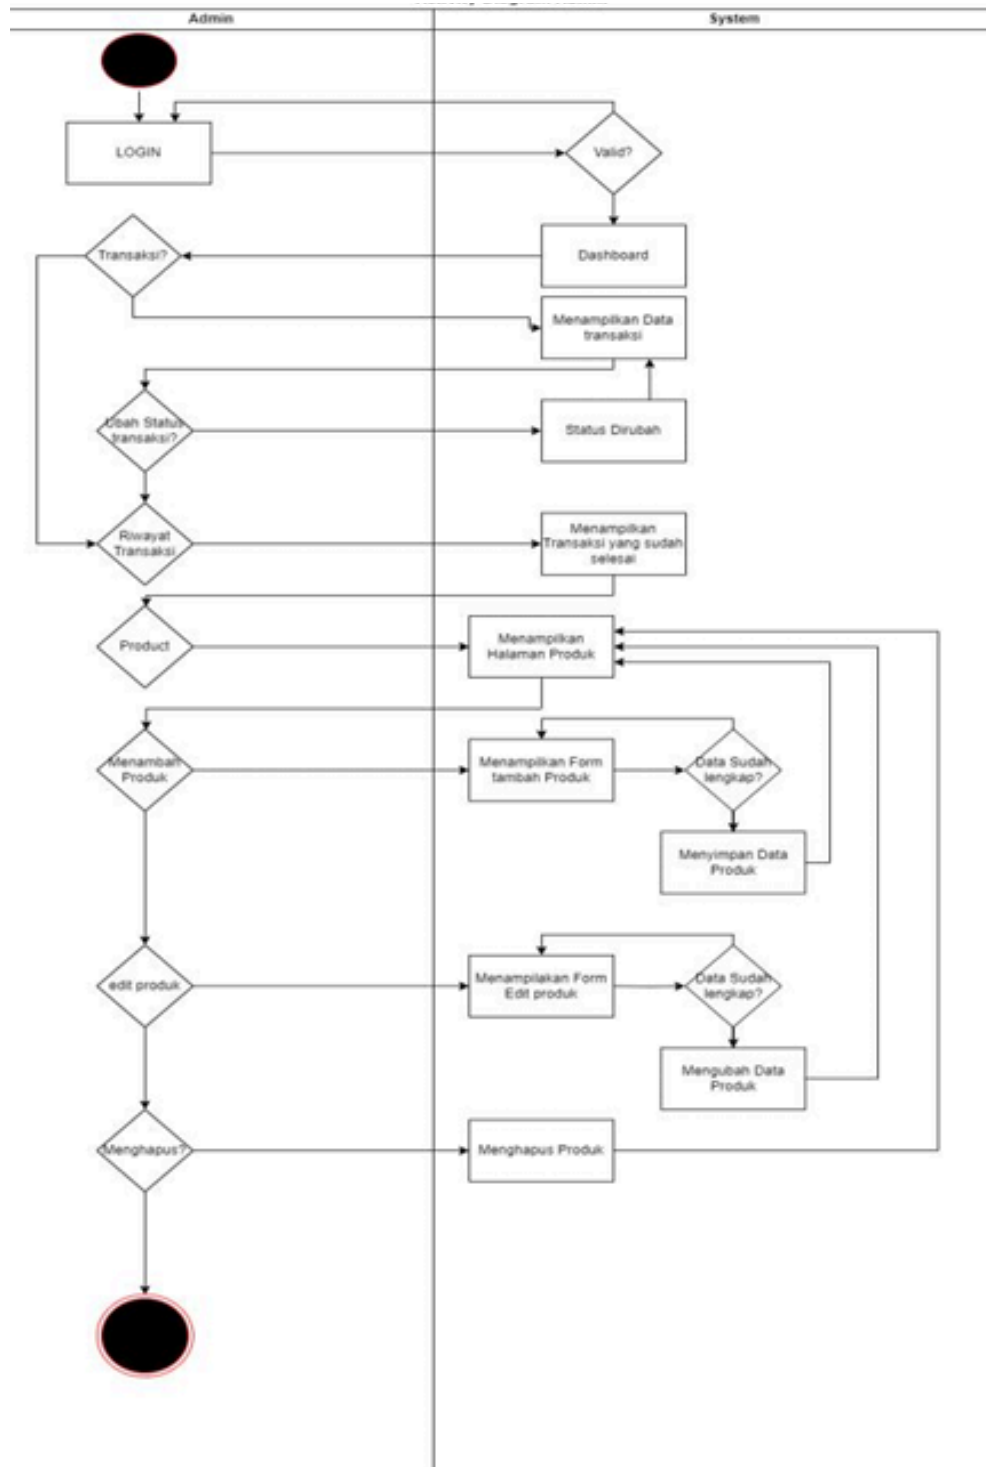 Admin
System
LOGIN
Valid?
Transaksi?
Dashboard
Menampilkan Data
transaksi
Ubah Status
transaksi?
Status Dirubah
Riwayat
Transaksi
Menampilkan
Transaksi yang sudah
selesai
Product
Menampilkan
Halaman Produk
Menambah
Produk
Menampilkan Form
tambah Produk
Data Sudah
lengkap?
Menyimpan Data
Produk
edit produk
Menampilakan Form
Edit produk
Data Sudah
lengkap?
Mengubah Data
Produk
Menghapus?
Menghapus Produk